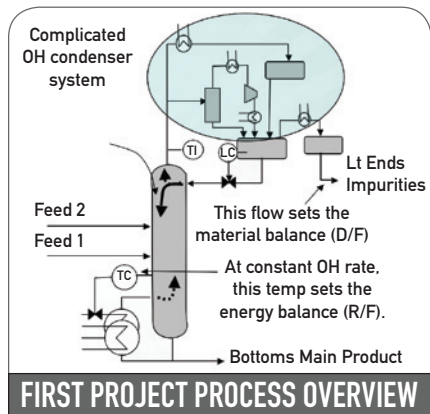 Complicated
OH condenser
system
TI
LC
Lt Ends
Impurities
Feed 2
This flow sets the
material balance (D/F)
Feed 1
At constant OH rate,
this temp sets the
energy balance (R/F).
TC
Bottoms Main Product
FIRST PROJECT PROCESS OVERVIEW